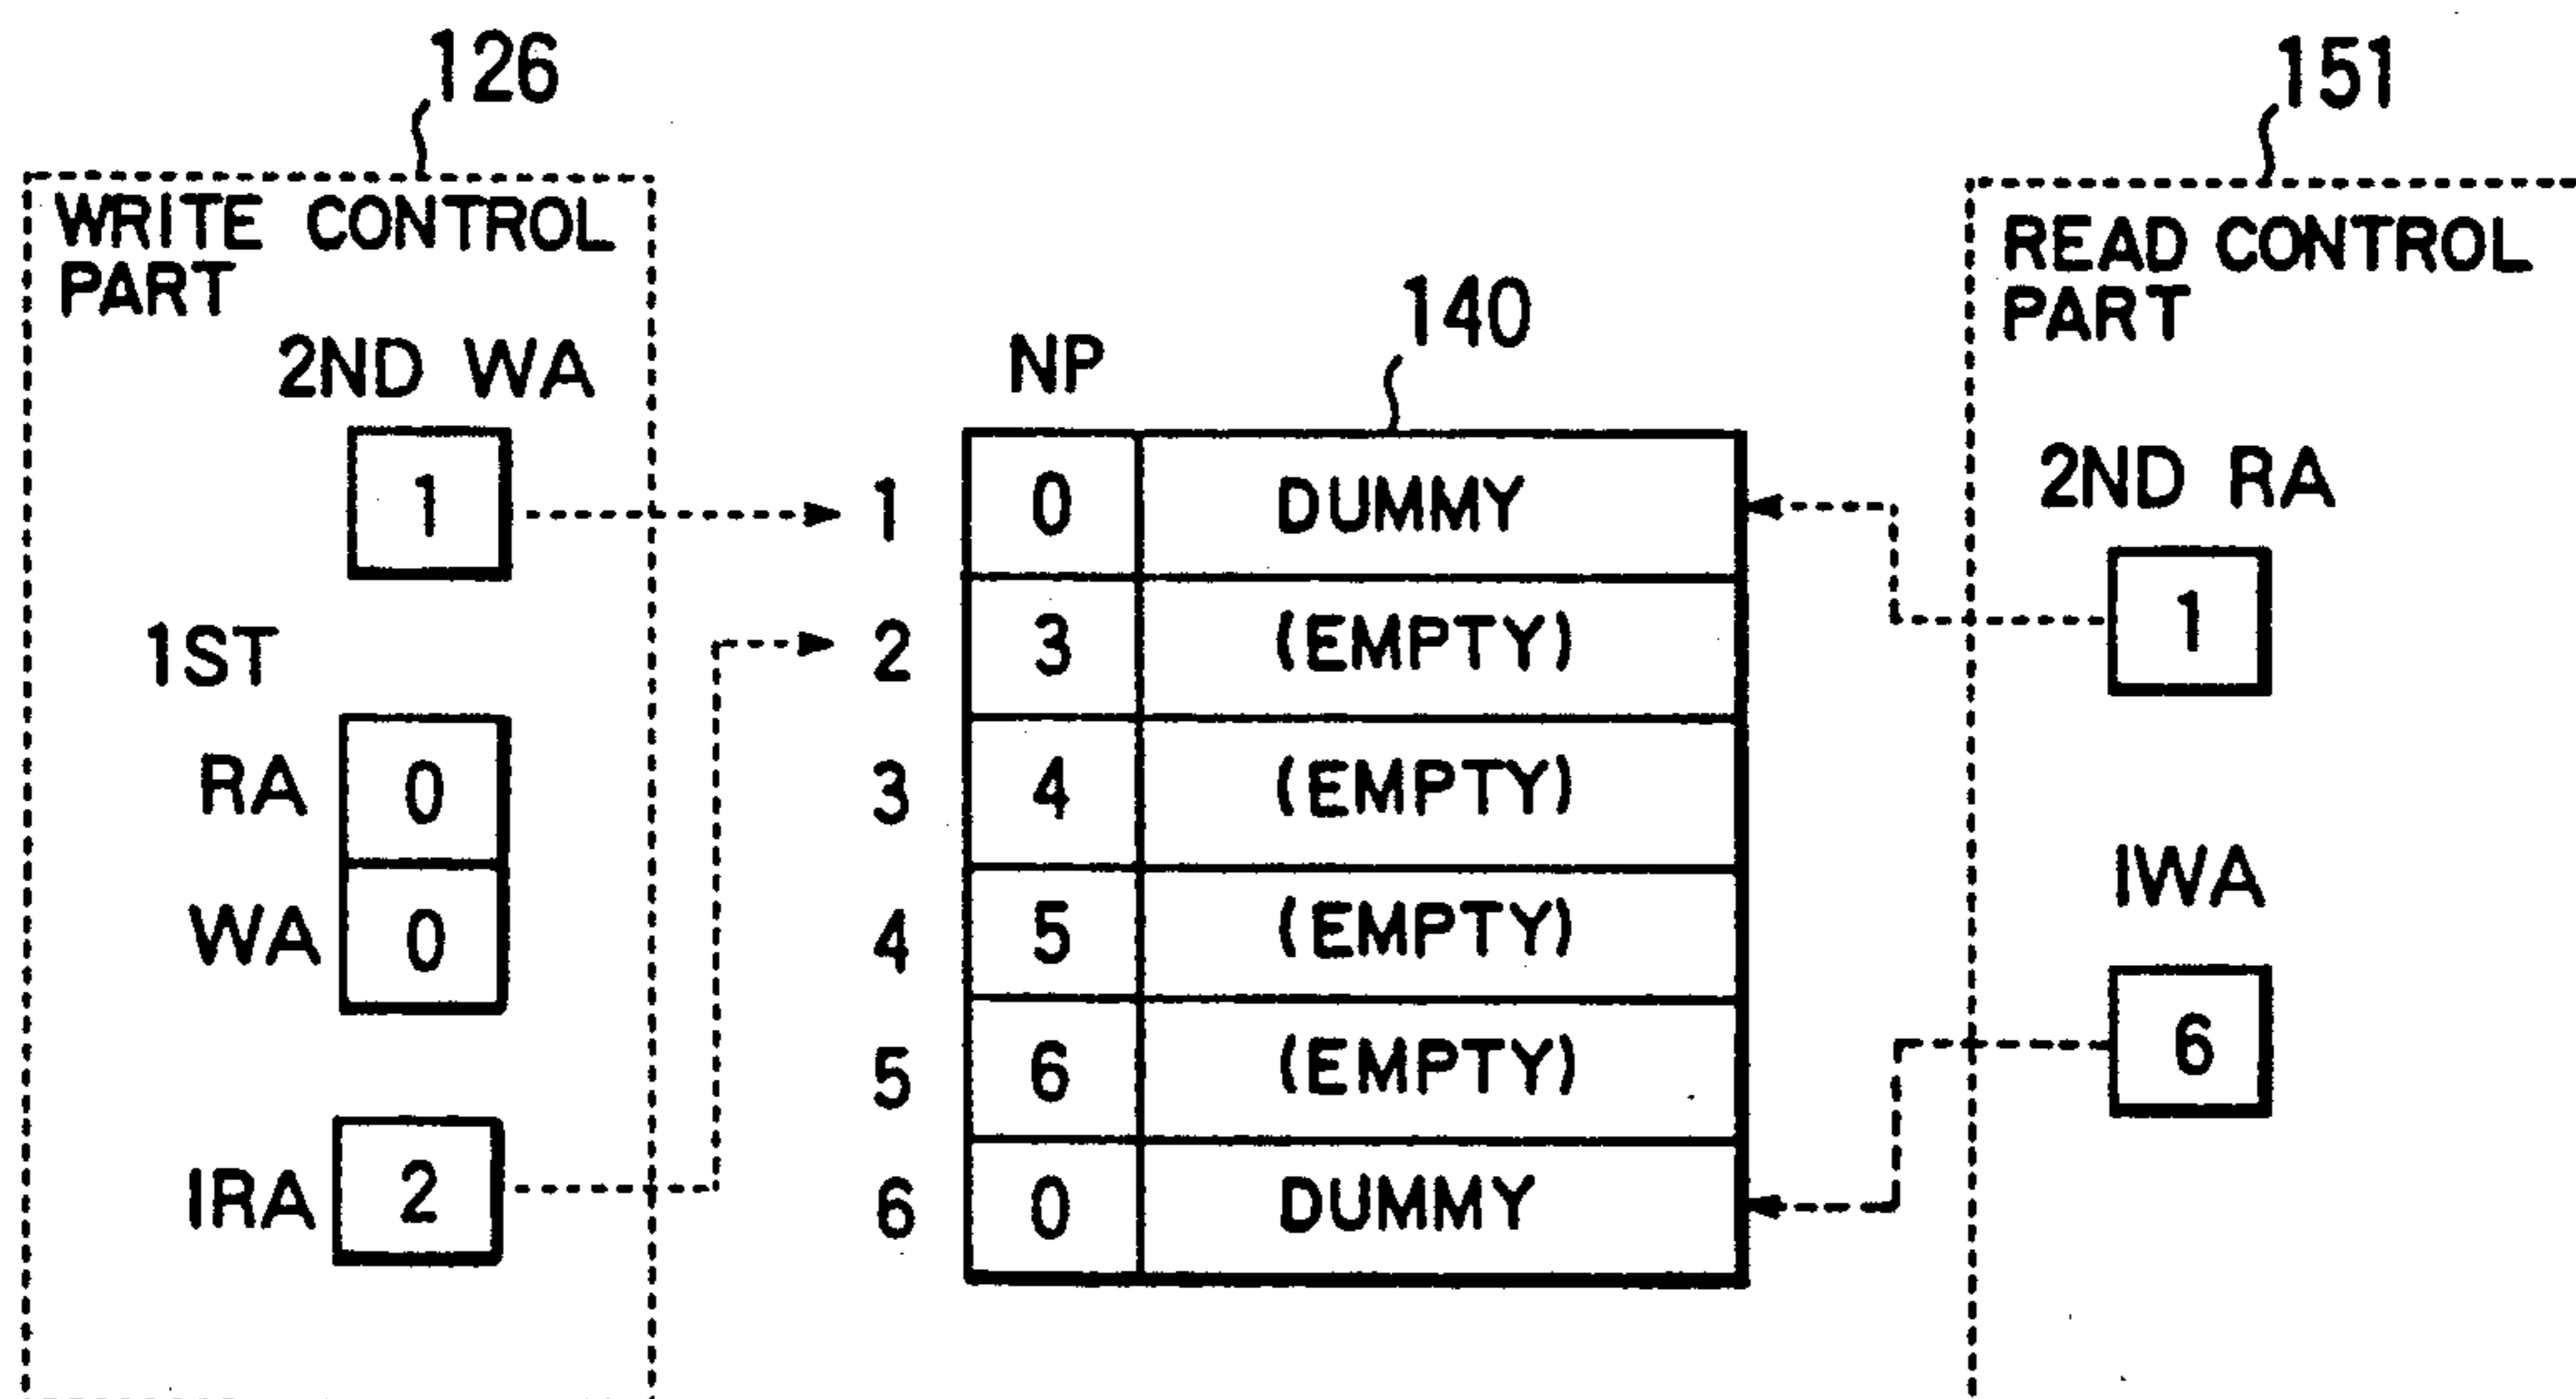 126
WRITE CONTROL
PART
2ND WA
1
1ST
RA 0
WA 0
IRA 2
NP 140
1 0 DUMMY
2 3 (EMPTY)
3 4 (EMPTY)
4 5 (EMPTY)
5 6 (EMPTY)
6 0 DUMMY
151
READ CONTROL
PART
2ND RA
1
IWA
6